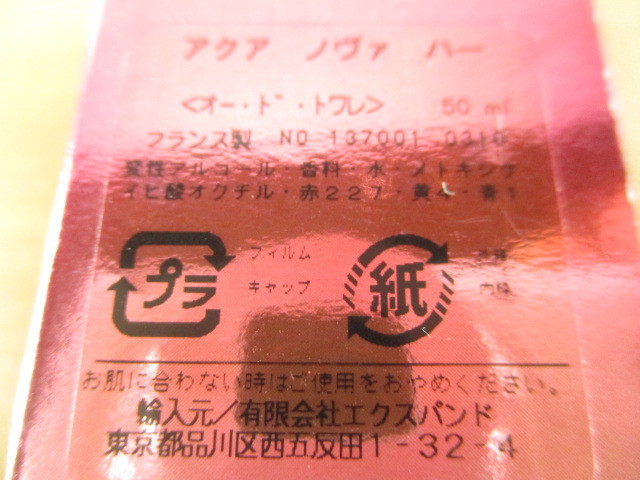 アクア ノヴァ ハー
<オー・ド・トワレ> 50 ml
フランス製 NO 137001 0310
変性アルコール・香料・水・メトキシケ
イヒ酸オクチル・赤227・黄4・青1
プラ フィルム
キャップ
紙 外箱
内箱
お肌に合わない時はご使用をおやめください。
輸入元/有限会社エクスパンド
東京都品川区西五反田1-32-4